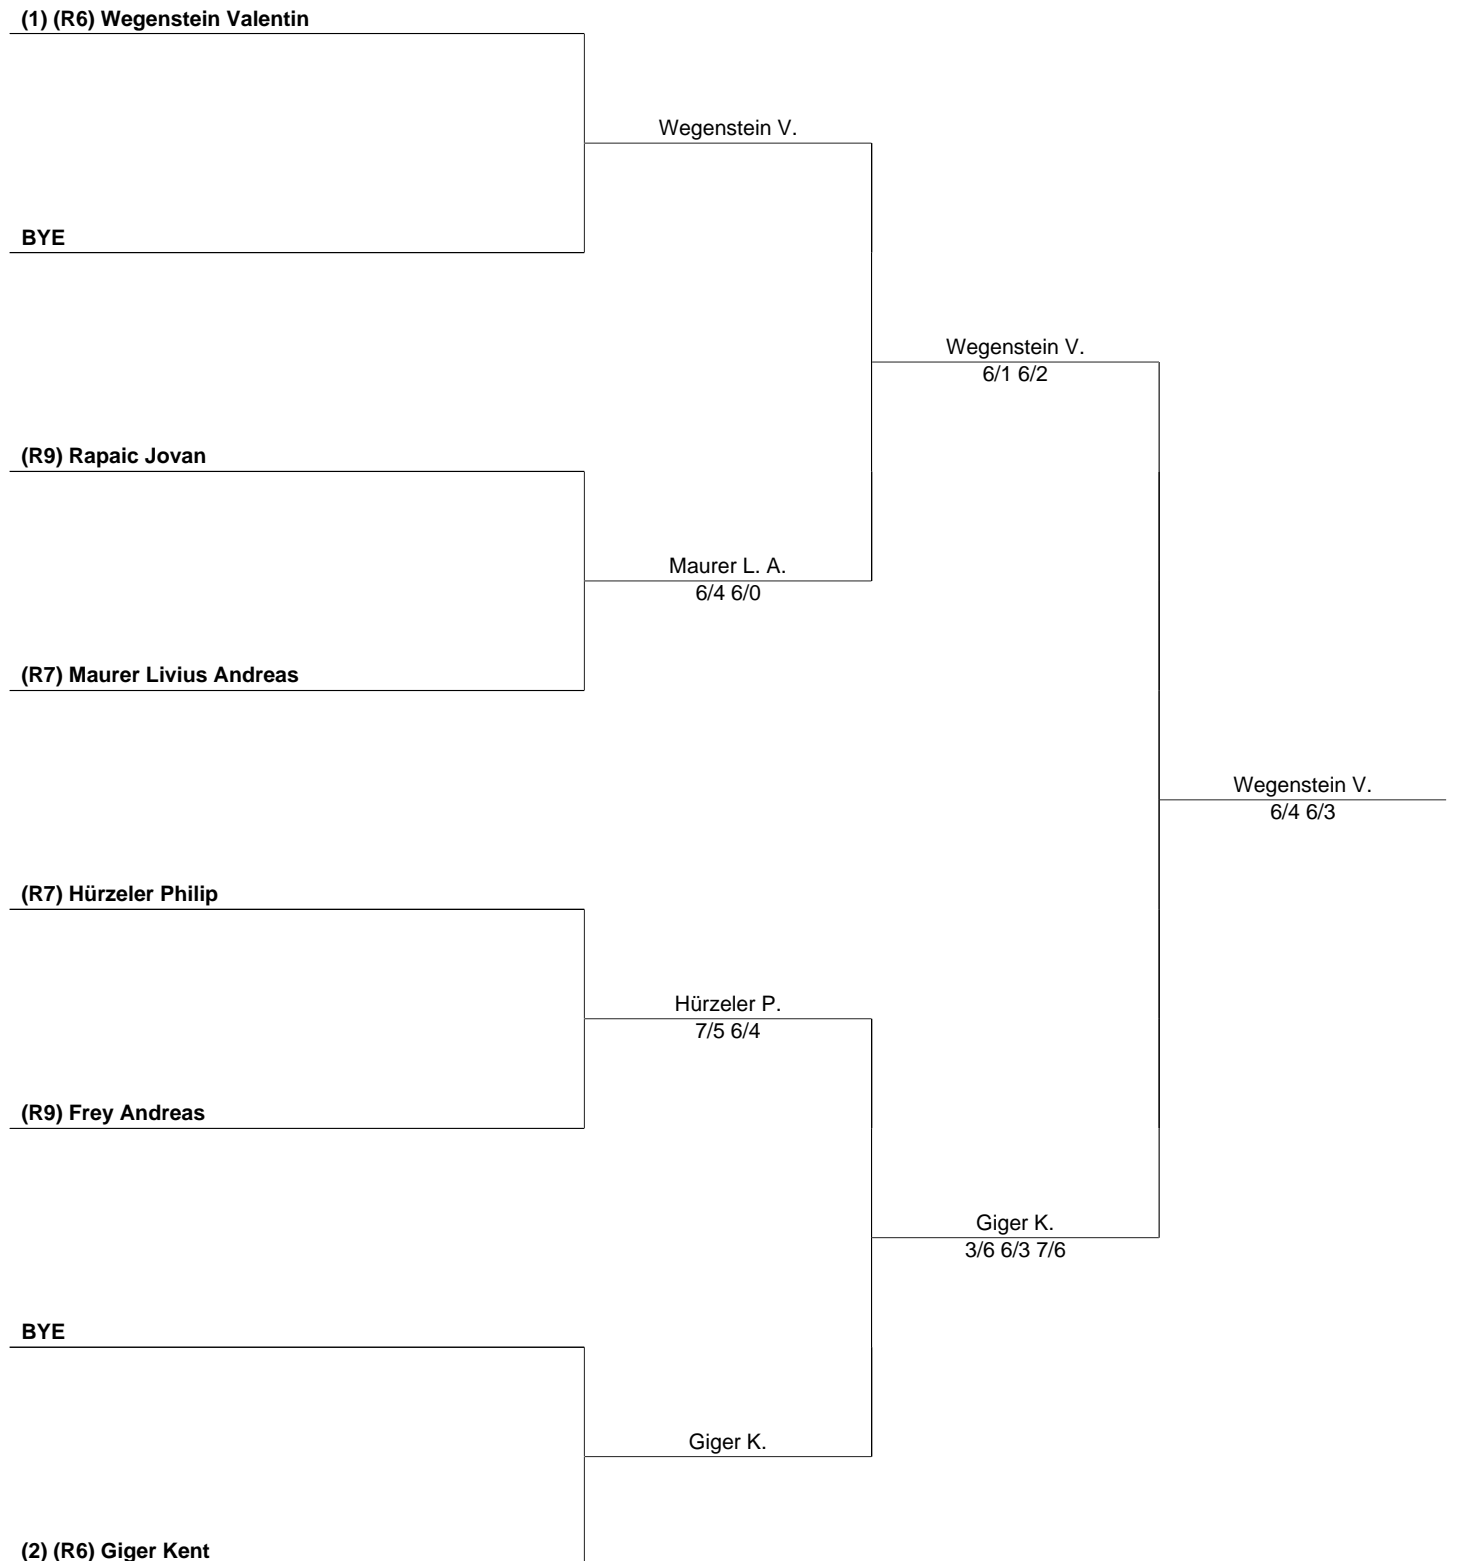 (1) (R6) Wegenstein Valentin
Wegenstein V.
BYE
Wegenstein V.
6/1 6/2
(R9) Rapaic Jovan
Maurer L. A.
6/4 6/0
(R7) Maurer Livius Andreas
Wegenstein V.
6/4 6/3
(R7) Hürzeler Philip
Hürzeler P.
7/5 6/4
(R9) Frey Andreas
Giger K.
3/6 6/3 7/6
BYE
Giger K.
(2) (R6) Giger Kent